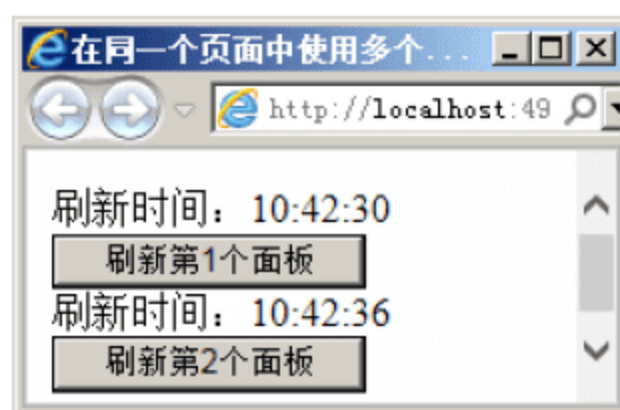 在同一个页面中使用多个...
http://localhost:49
刷新时间：10:42:30
刷新第1个面板
刷新时间：10:42:36
刷新第2个面板